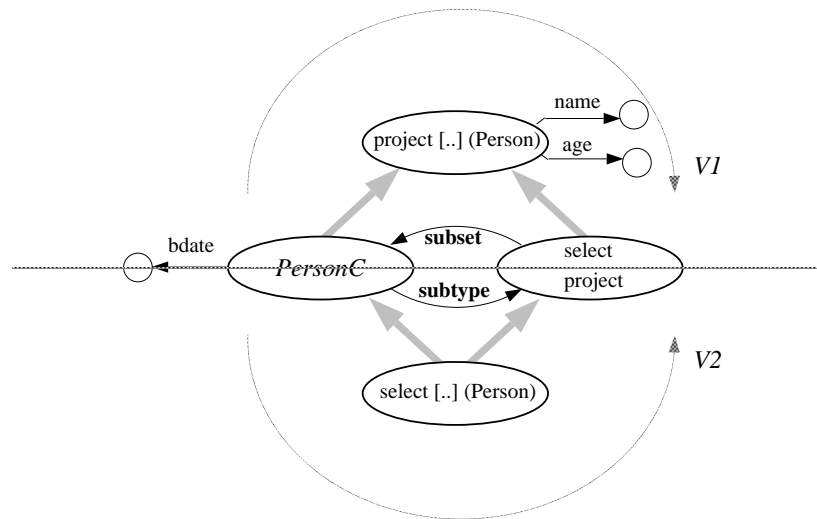 name
project [..] (Person)
age
V1
bdate
subset
select
PersonC
project
subtype
V2
select [..] (Person)